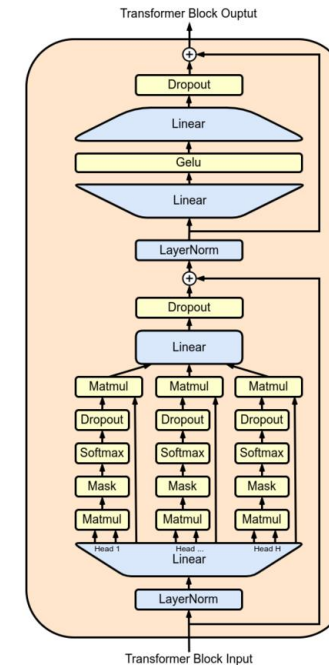 Transformer Block Ouptut
+
Dropout
Linear
Gelu
Linear
LayerNorm
+
Dropout
Linear
Matmul Matmul Matmul
Dropout Dropout Dropout
Softmax Softmax Softmax
Mask Mask Mask
Matmul Matmul Matmul
Head 1 Head ... Head H
Linear
LayerNorm
Transformer Block Input